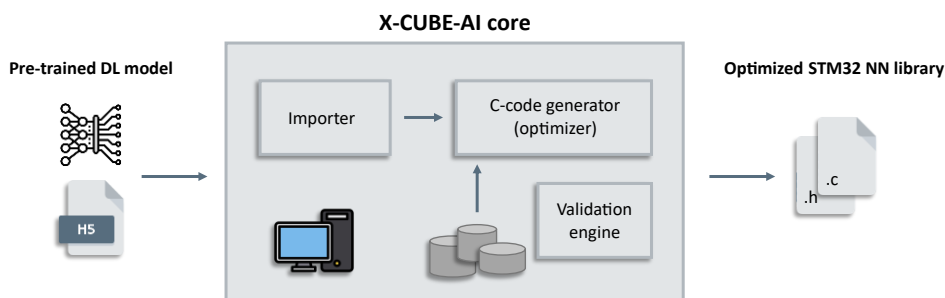 X-CUBE-AI core
Pre-trained DL model
Optimized STM32 NN library
Importer
C-code generator
(optimizer)
H5
Validation
engine
.c
.h